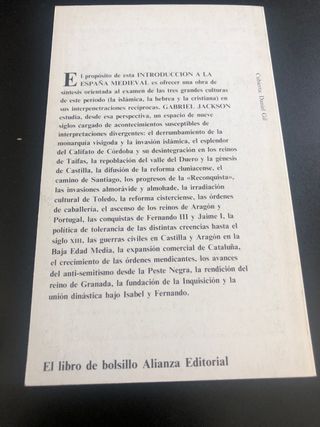 El propósito de esta INTRODUCCION A LA
ESPAÑA MEDIEVAL es ofrecer una obra de
síntesis orientada al examen de las tres grandes culturas
de este período (la islámica, la hebrea y la cristiana) en
sus interpenetraciones recíprocas. GABRIEL JACKSON
estudia, desde esa perspectiva, un espacio de nueve
siglos cargado de acontecimientos susceptibles de
interpretaciones divergentes: el derrumbamiento de la
monarquía visigoda y la invasión islámica, el esplendor
del Califato de Córdoba y su desintegración en los reinos
de Taifas, la repoblación del valle del Duero y la génesis
de Castilla, la difusión de la reforma cluniacense, el
camino de Santiago, los progresos de la «Reconquista»,
las invasiones almorávide y almohade, la irradiación
cultural de Toledo, la reforma cisterciense, las órdenes
de caballería, el ascenso de los reinos de Aragón y
Portugal, las conquistas de Fernando III y Jaime I, la
política de tolerancia de las distintas creencias hasta el
siglo XIII, las guerras civiles en Castilla y Aragón en la
Baja Edad Media, la expansión comercial de Cataluña,
el crecimiento de las órdenes mendicantes, los avances
del anti-semitismo desde la Peste Negra, la rendición del
reino de Granada, la fundación de la Inquisición y la
unión dinástica bajo Isabel y Fernando.
El libro de bolsillo Alianza Editorial
Cubierta: Daniel Gil